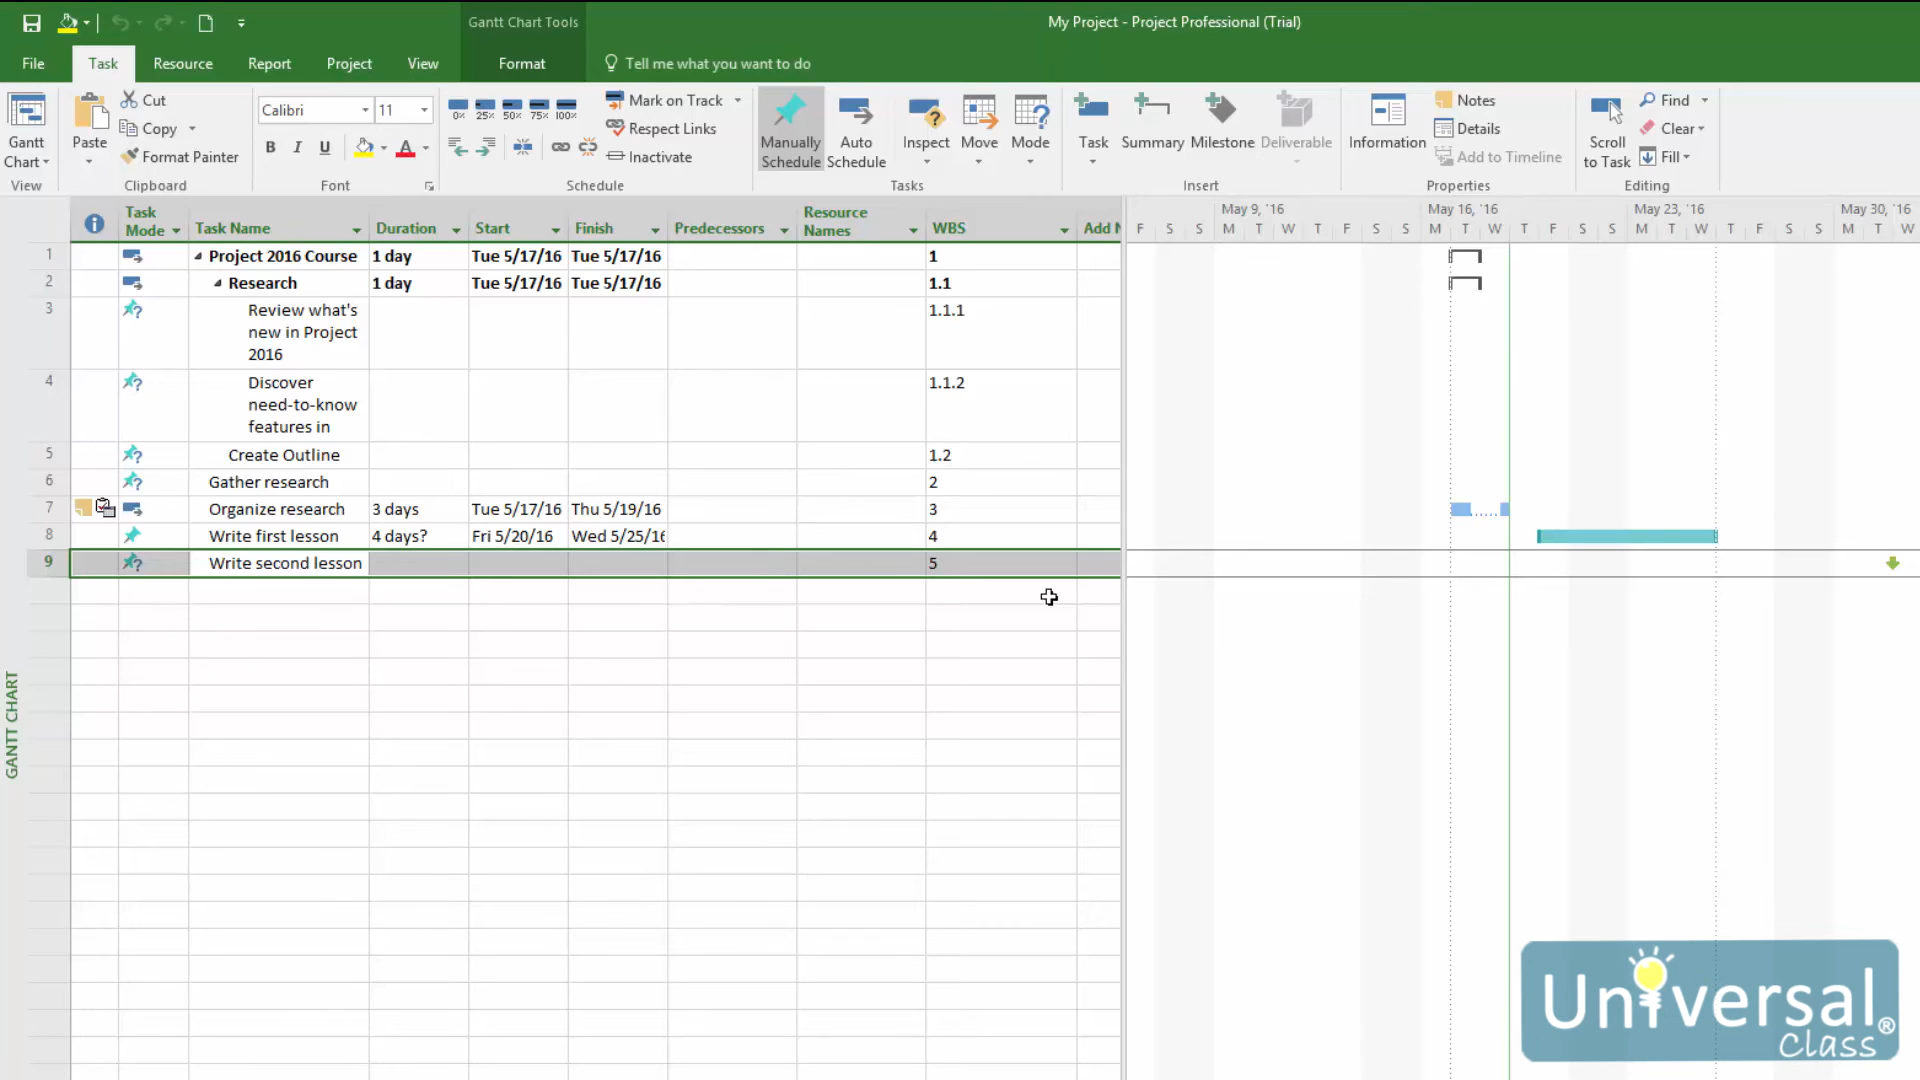 Gantt Chart Tools
My Project - Project Professional (Trial)
File Task Resource Report Project View Format Tell me what you want to do
Gantt Chart
View
Paste
Cut
Copy
Format Painter
Clipboard
Calibri 11
B I U A
Font
0% 25% 50% 75% 100%
Mark on Track
Respect Links
Inactivate
Schedule
Manually Schedule
Auto Schedule
Inspect
Move
Mode
Tasks
Task
Summary
Milestone
Deliverable
Insert
Information
Notes
Details
Add to Timeline
Properties
Scroll to Task
Find
Clear
Fill
Editing
Task Mode Task Name Duration Start Finish Predecessors Resource Names WBS Add N
May 9, '16 May 16, '16 May 23, '16 May 30, '16
F S S M T W T F S S M T W T F S S M T W T F S S M T W
1 Project 2016 Course 1 day Tue 5/17/16 Tue 5/17/16 1
2 Research 1 day Tue 5/17/16 Tue 5/17/16 1.1
3 Review what's 1.1.1
new in Project
2016
4 Discover 1.1.2
need-to-know
features in
5 Create Outline 1.2
6 Gather research 2
7 Organize research 3 days Tue 5/17/16 Thu 5/19/16 3
8 Write first lesson 4 days? Fri 5/20/16 Wed 5/25/16 4
9 Write second lesson 5
GANTT CHART
Universal®
Class